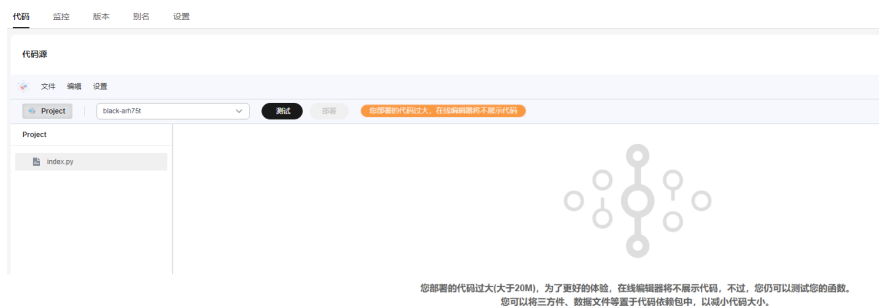 代码 监控 版本 别名 设置
代码源
文件 编辑 设置
Project black-arh75t 测试 部署 您部署的代码过大，在线编辑器将不展示代码
Project
index.py
您部署的代码过大(大于20M)，为了更好的体验，在线编辑器将不展示代码，不过，您仍可以测试您的函数。
您可以将三方件、数据文件等置于代码依赖包中，以减小代码大小。